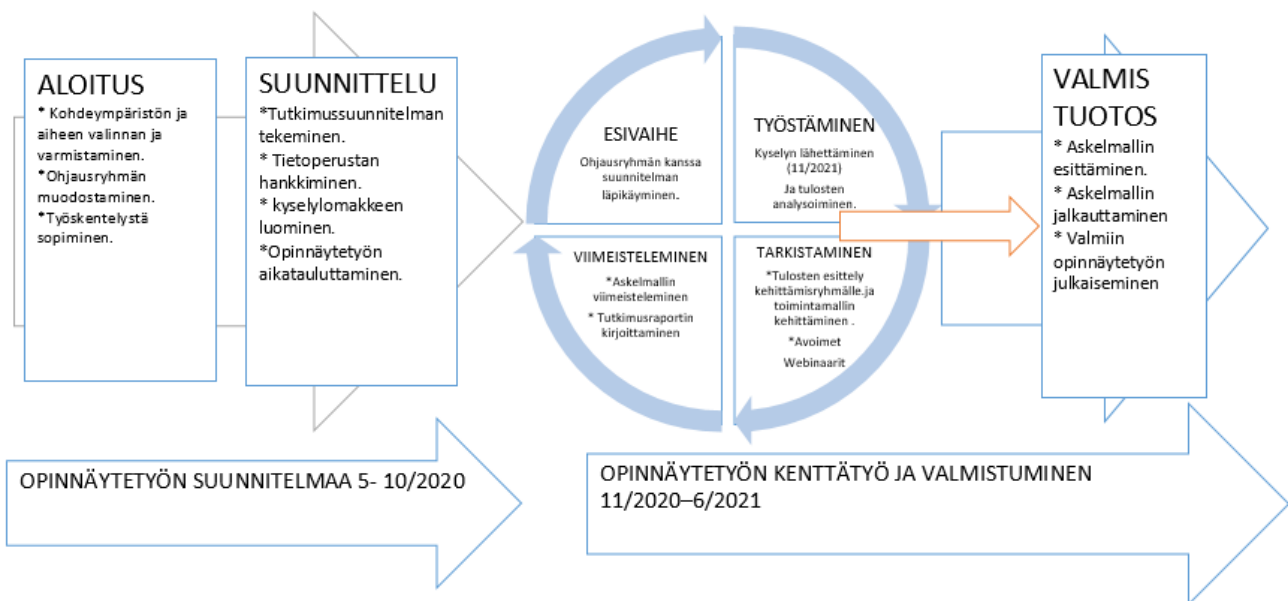 ALOITUS
* Kohdeympäristön ja
aiheen valinnan ja
varmistaminen.
*Ohjausryhmän
muodostaminen.
*Työskentelystä
sopiminen.
SUUNNITTELU
*Tutkimussuunnitelman
tekeminen.
* Tietoperustan
hankkiminen.
* kyselylomakkeen
luominen.
*Opinnäytetyön
aikatauluttaminen.
ESIVAIHE
Ohjausryhmän kanssa
suunnitelman
läpikäyminen.
TYÖSTÄMINEN
Kyselyn lähettäminen
(11/2021)
Ja tulosten
analysoiminen.
VIIMEISTELEMINEN
*Askelmallin
viimeisteleminen
* Tutkimusraportin
kirjoittaminen
TARKISTAMINEN
*Tulosten esittely
kehittämisryhmälle.ja
toimintamallin
kehittäminen .
*Avoimet
Webinaarit
VALMIS
TUOTOS
* Askelmallin
esittäminen.
* Askelmallin
jalkauttaminen
* Valmiin
opinnäytetyön
julkaiseminen
OPINNÄYTETYÖN SUUNNITELMAA 5- 10/2020
OPINNÄYTETYÖN KENTTÄTYÖ JA VALMISTUMINEN
11/2020–6/2021